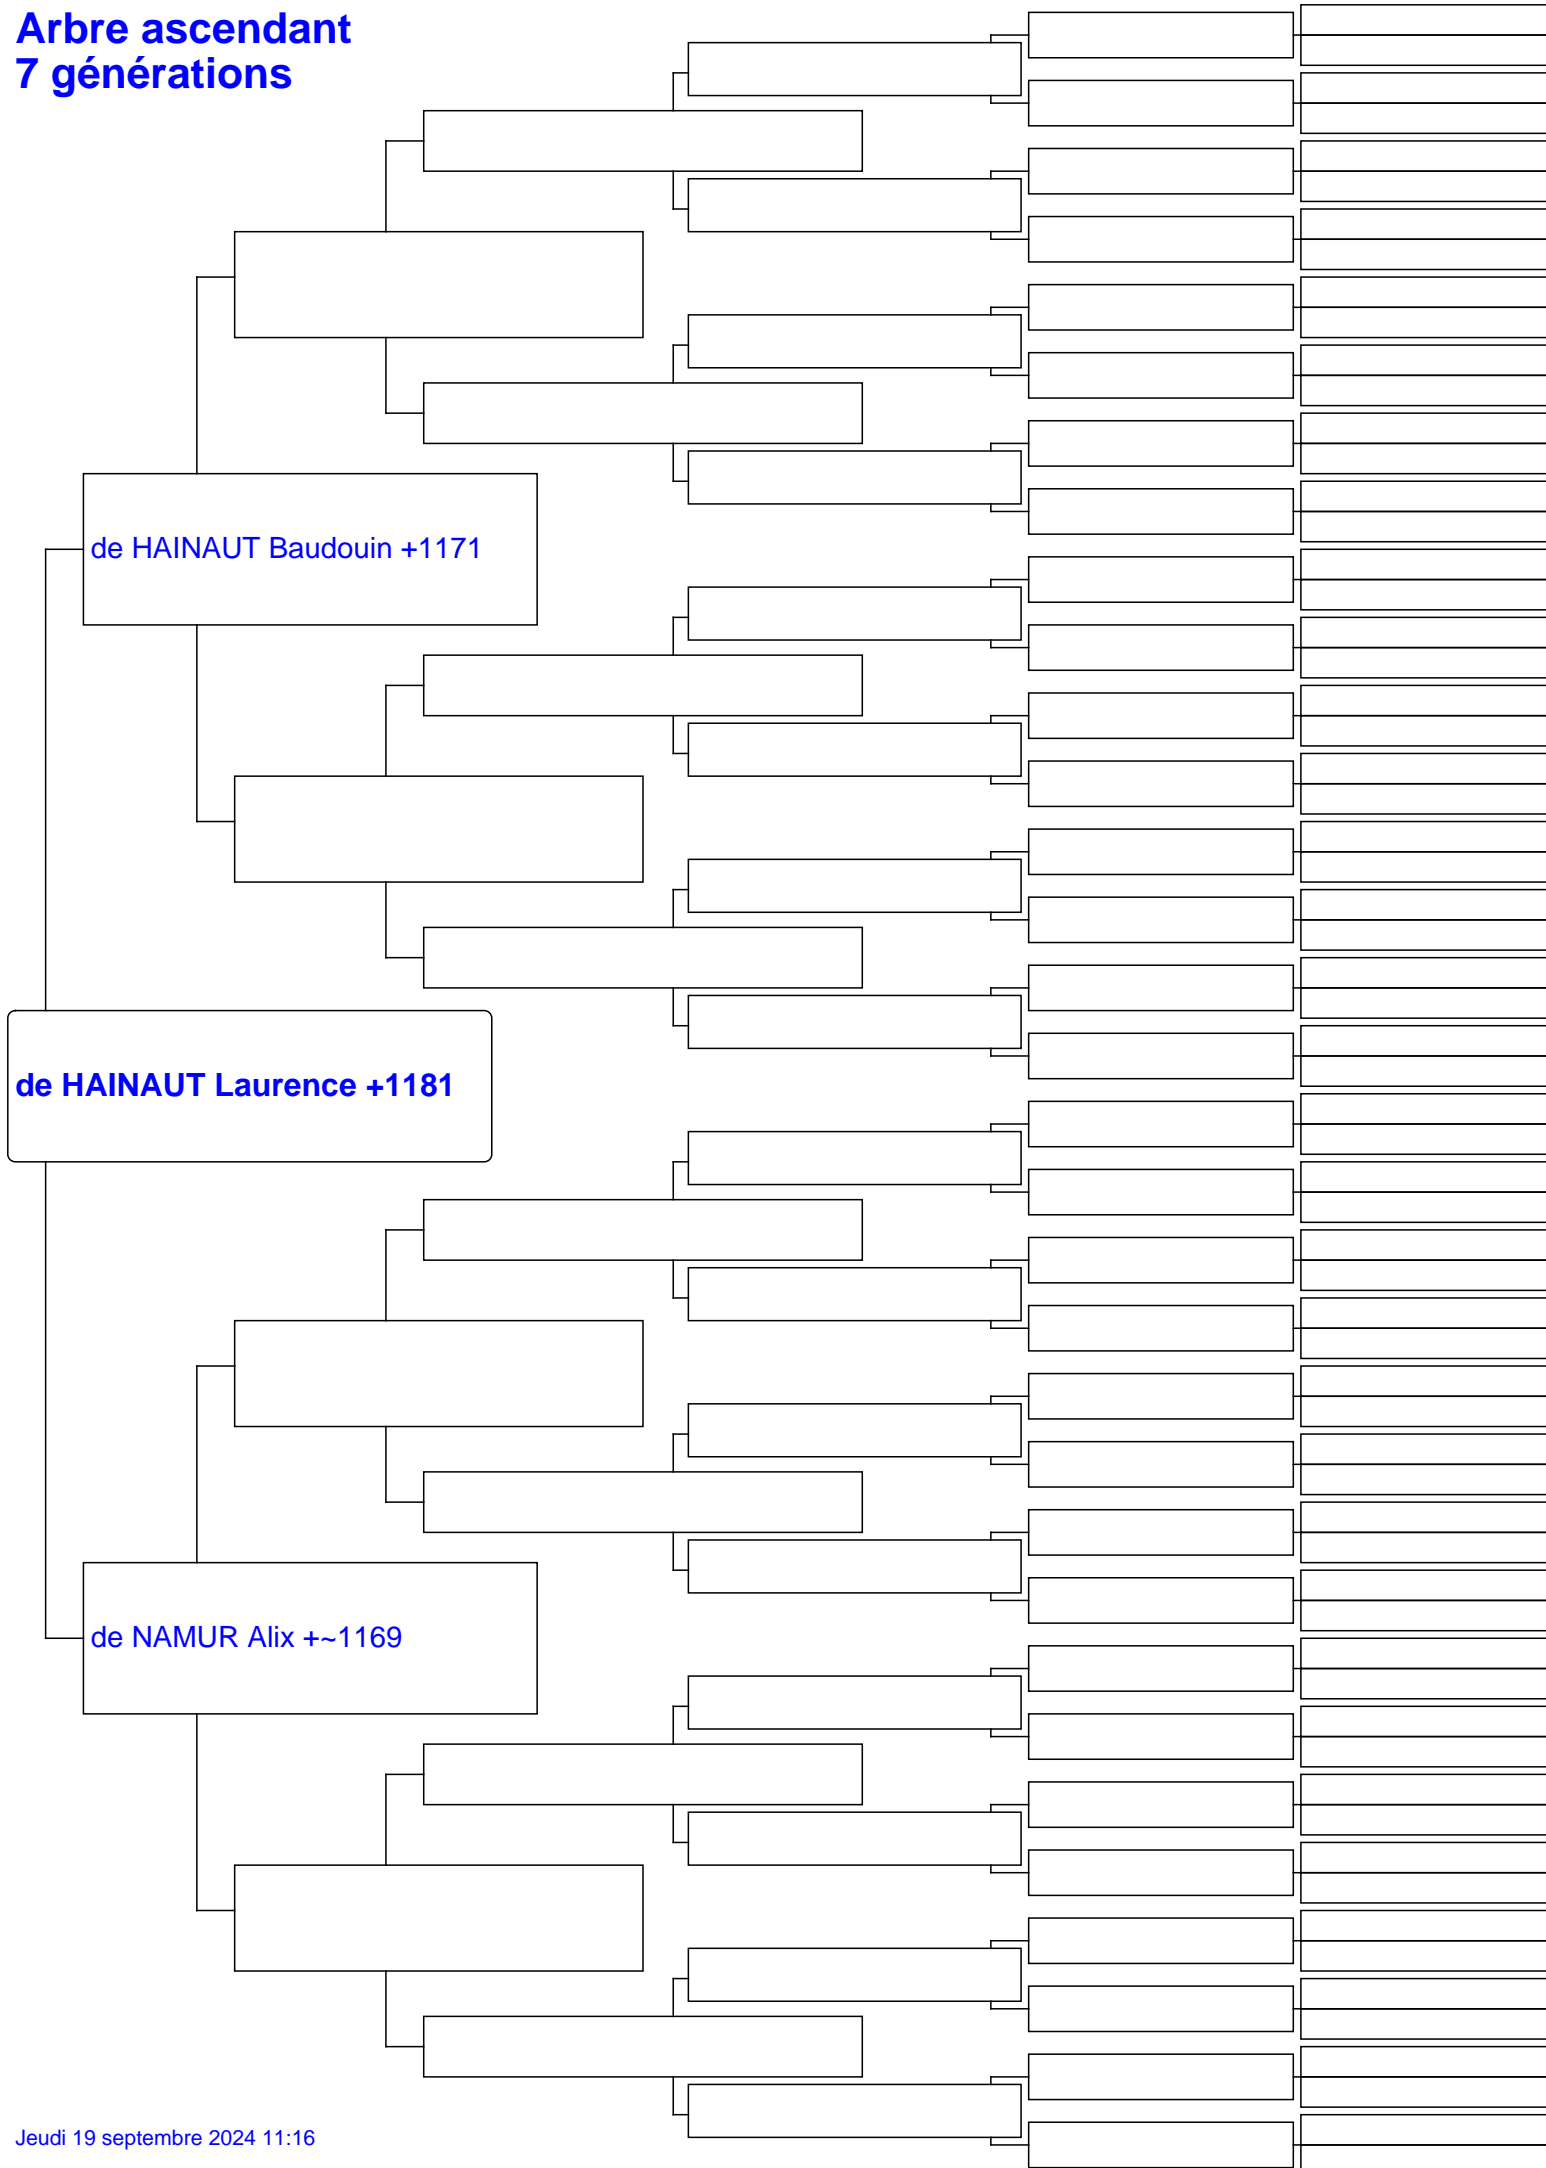 Arbre ascendant
7 générations
de HAINAUT Baudouin +1171
de HAINAUT Laurence +1181
de NAMUR Alix +~1169
Jeudi 19 septembre 2024 11:16